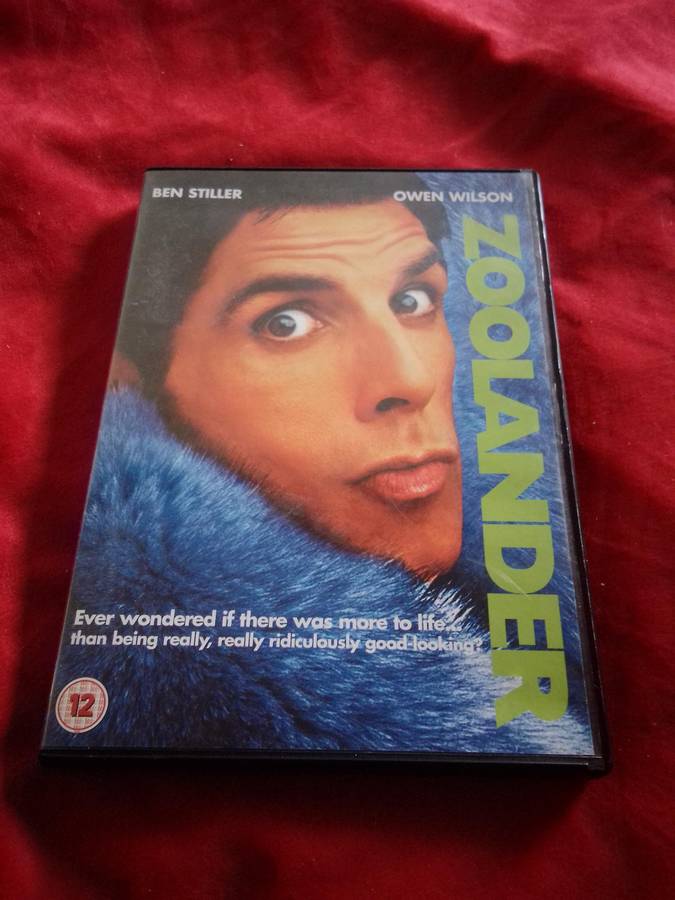 BEN STILLER
OWEN WILSON
ZOOLANDER
Ever wondered if there was more to life...
than being really, really ridiculously good-looking?
12